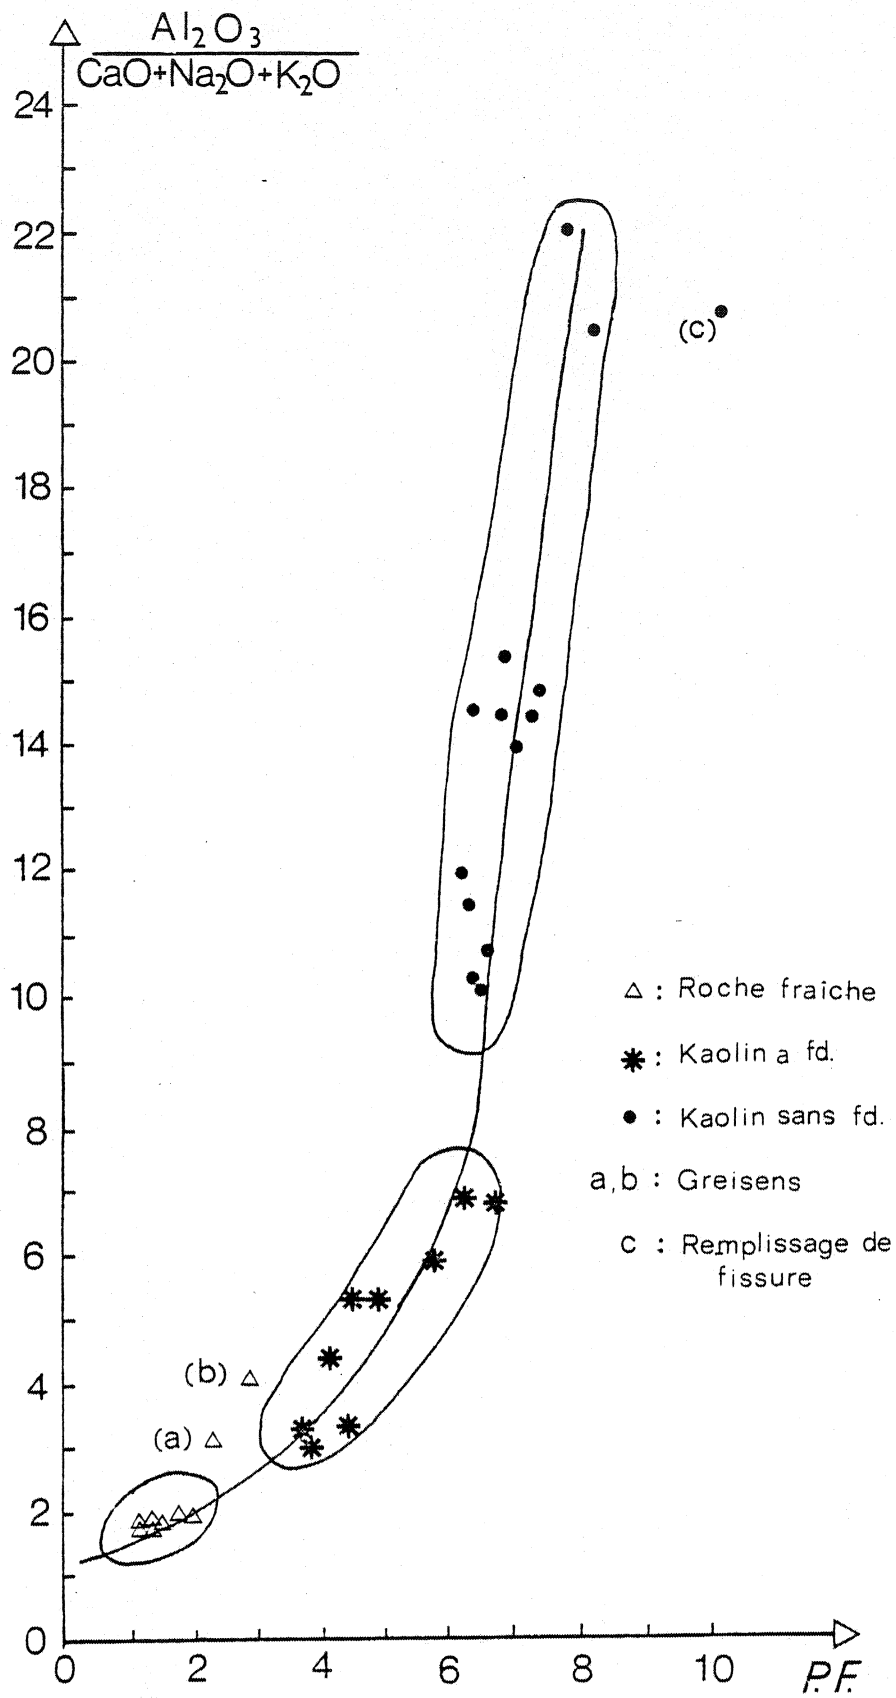 Al₂O₃
CaO+Na₂O+K₂O
24
22
20
18
16
14
12
10
8
6
4
2
0
(c)
(b)
(a)
△ : Roche fraîche
✱ : Kaolin a fd.
● : Kaolin sans fd.
a,b : Greisens
c : Remplissage de
fissure
0 2 4 6 8 10 P.F.